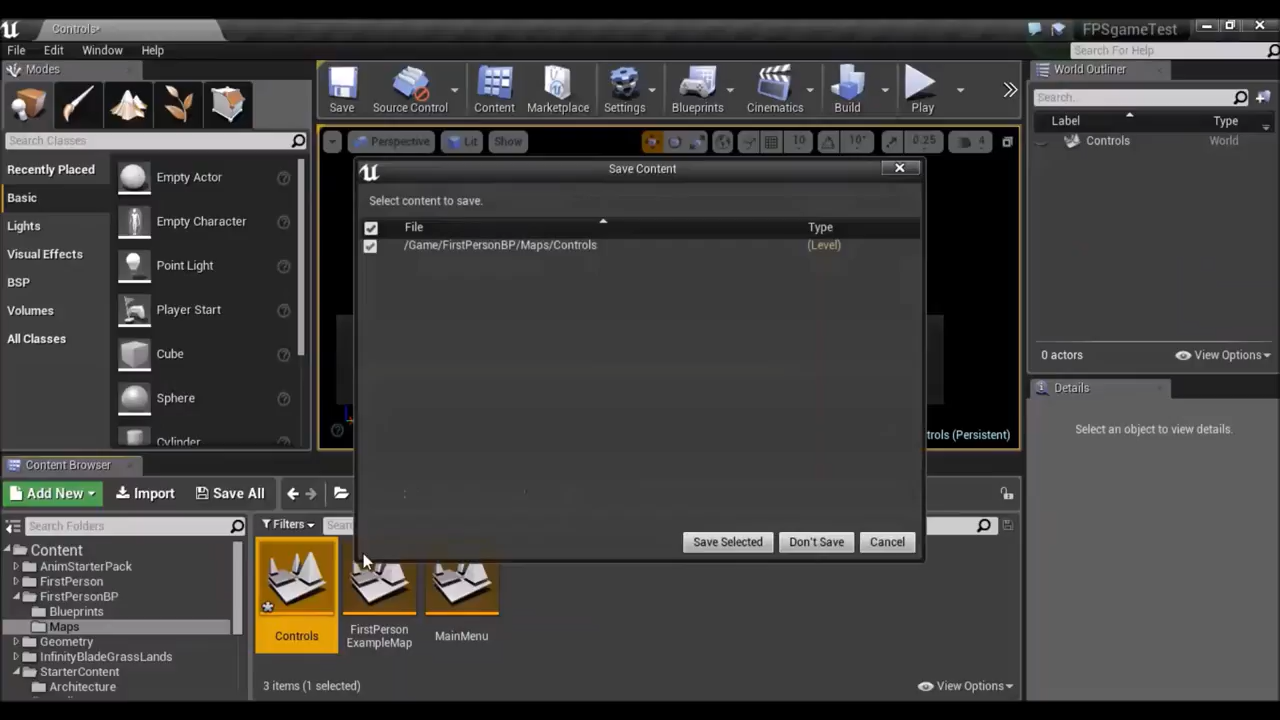 Controls*
FPSgameTest
File Edit Window Help
Search For Help
Modes
Save
Source Control
Content
Marketplace
Settings
Blueprints
Cinematics
Build
Play
World Outliner
Search...
Label Type
Controls World
0 actors
View Options
Search Classes
Recently Placed
Basic
Lights
Visual Effects
BSP
Volumes
All Classes
Empty Actor
Empty Character
Point Light
Player Start
Cube
Sphere
Cylinder
Perspective Lit Show
10 10° 0.25 4
Save Content
Select content to save.
File Type
/Game/FirstPersonBP/Maps/Controls (Level)
Save Selected Don't Save Cancel
trols (Persistent)
Details
Select an object to view details.
Content Browser
Add New Import Save All
Search Folders
Filters
Sear
Content
AnimStarterPack
FirstPerson
FirstPersonBP
Blueprints
Maps
Geometry
InfinityBladeGrassLands
StarterContent
Architecture
Controls
FirstPerson
ExampleMap
MainMenu
3 items (1 selected)
View Options